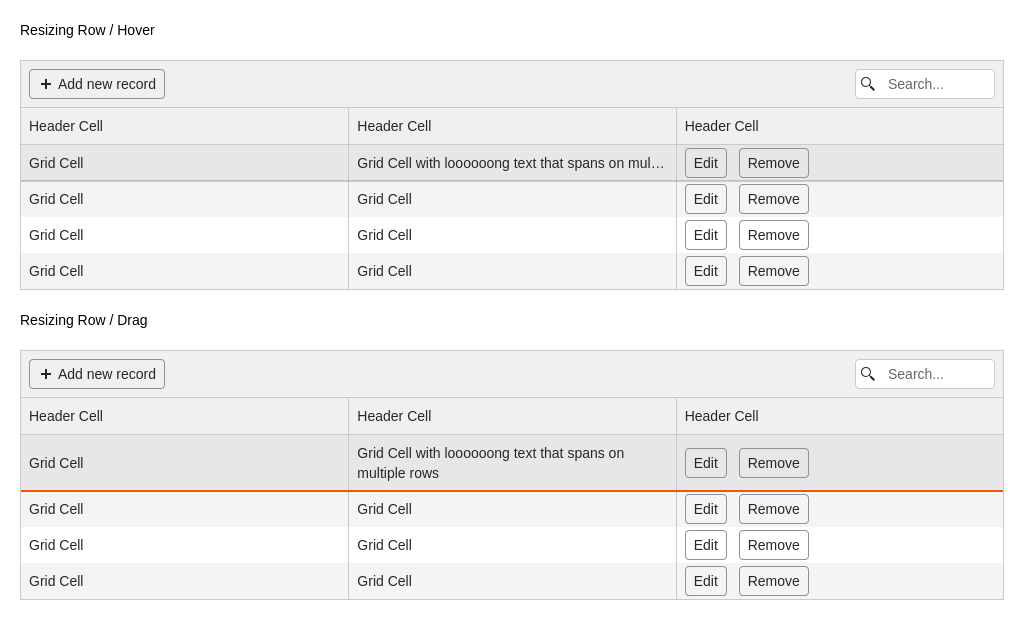 Resizing Row / Hover
Add new record Search...
Header Cell Header Cell Header Cell
Grid Cell Grid Cell with loooooong text that spans on mul… Edit Remove
Grid Cell Grid Cell Edit Remove
Grid Cell Grid Cell Edit Remove
Grid Cell Grid Cell Edit Remove
Resizing Row / Drag
Add new record Search...
Header Cell Header Cell Header Cell
Grid Cell Grid Cell with loooooong text that spans on multiple rows Edit Remove
Grid Cell Grid Cell Edit Remove
Grid Cell Grid Cell Edit Remove
Grid Cell Grid Cell Edit Remove